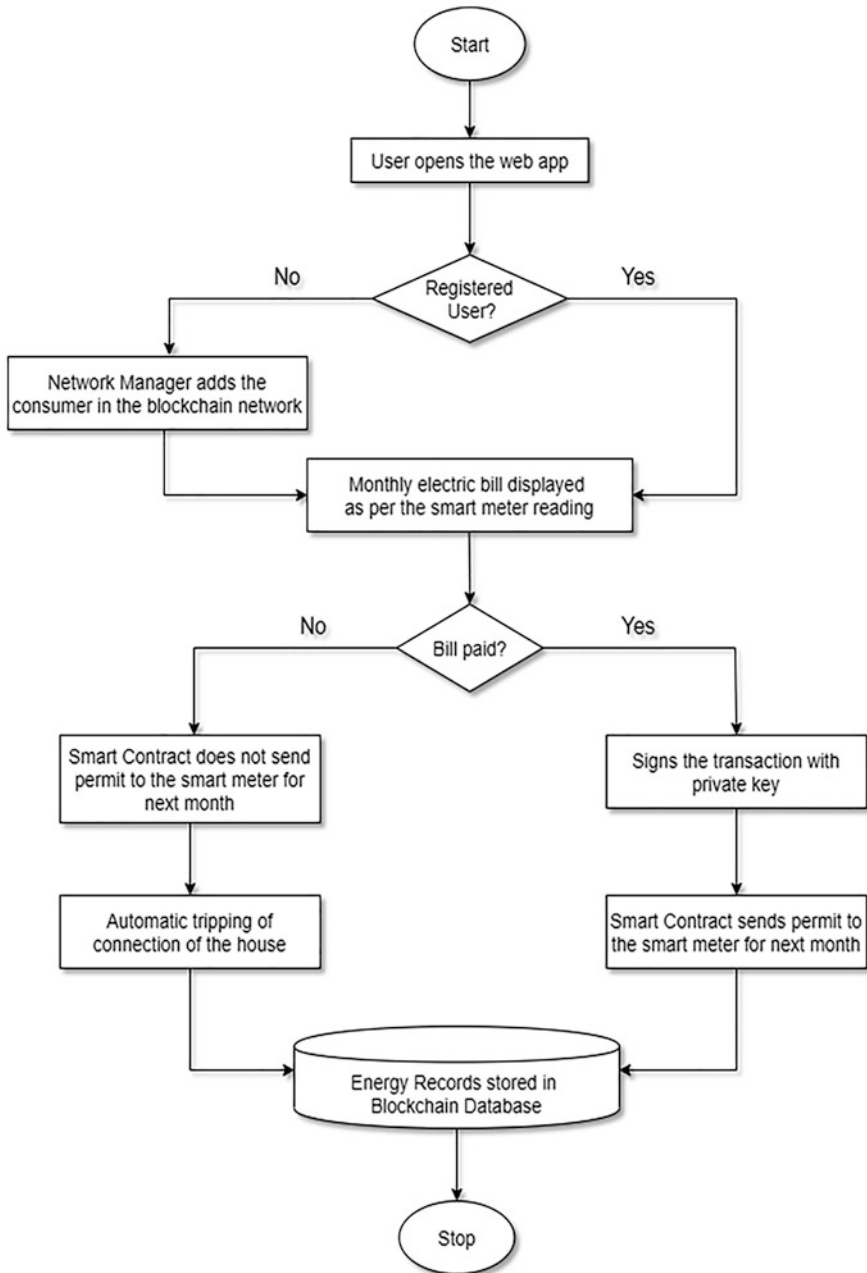 Start
User opens the web app
No
Yes
Registered
User?
Network Manager adds the
consumer in the blockchain network
Monthly electric bill displayed
as per the smart meter reading
No
Yes
Bill paid?
Smart Contract does not send
permit to the smart meter for
next month
Signs the transaction with
private key
Automatic tripping of
connection of the house
Smart Contract sends permit to
the smart meter for next month
Energy Records stored in
Blockchain Database
Stop